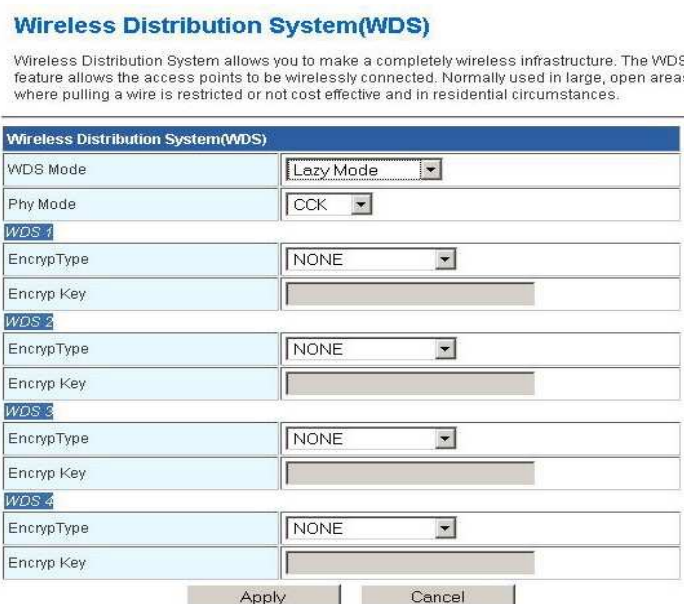 Wireless Distribution System(WDS)
Wireless Distribution System allows you to make a completely wireless infrastructure. The WDS
feature allows the access points to be wirelessly connected. Normally used in large, open areas
where pulling a wire is restricted or not cost effective and in residential circumstances.
Wireless Distribution System(WDS)
WDS Mode Lazy Mode
Phy Mode CCK
WDS 1
EncrypType NONE
Encryp Key
WDS 2
EncrypType NONE
Encryp Key
WDS 3
EncrypType NONE
Encryp Key
WDS 4
EncrypType NONE
Encryp Key
Apply Cancel